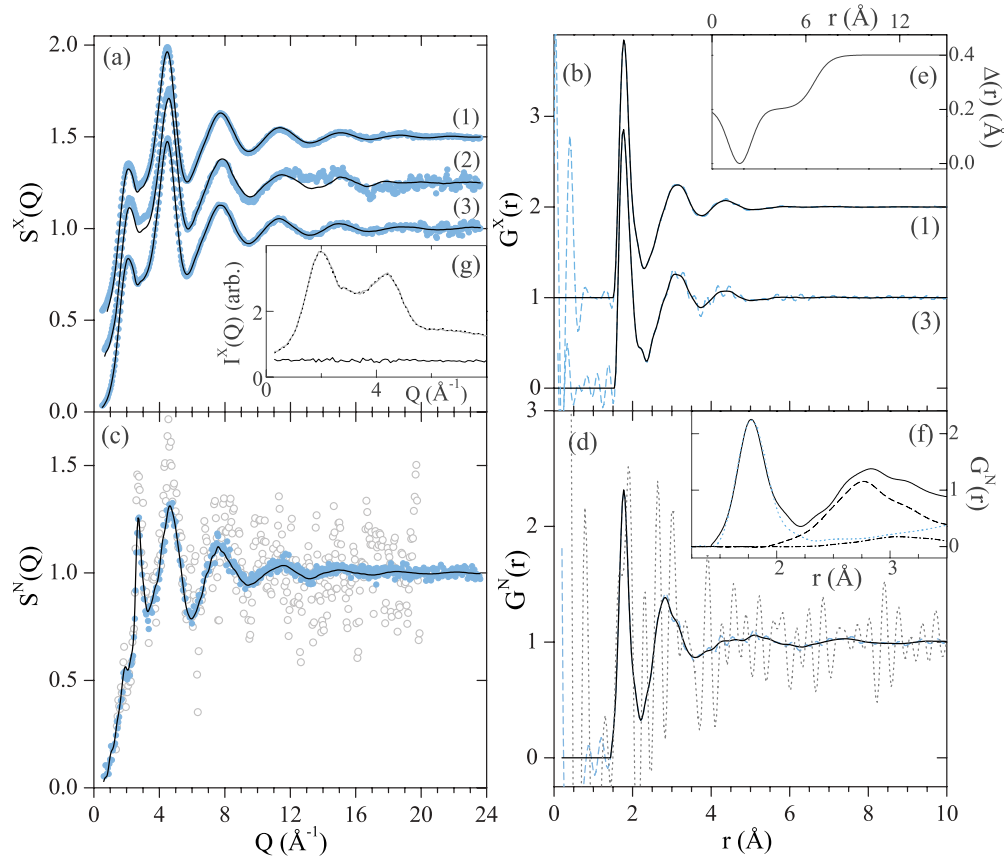 (a)
2.0
1.5
1.0
0.5
0.0
S^X(Q)
(1)
(2)
(3)
(g)
I^X(Q) (arb.)
2
0
0
4
Q (Å⁻¹)
(b)
3
2
1
0
G^X(r)
(1)
(3)
0
6
12
r (Å)
(e)
0.4
0.2
0.0
Δ(r) (Å)
(c)
1.5
1.0
0.5
0.0
S^N(Q)
0
4
8
12
16
20
24
Q (Å⁻¹)
(d)
3
2
1
0
G^N(r)
(f)
2
1
0
G^N(r)
2
3
r (Å)
0
2
4
6
8
10
r (Å)